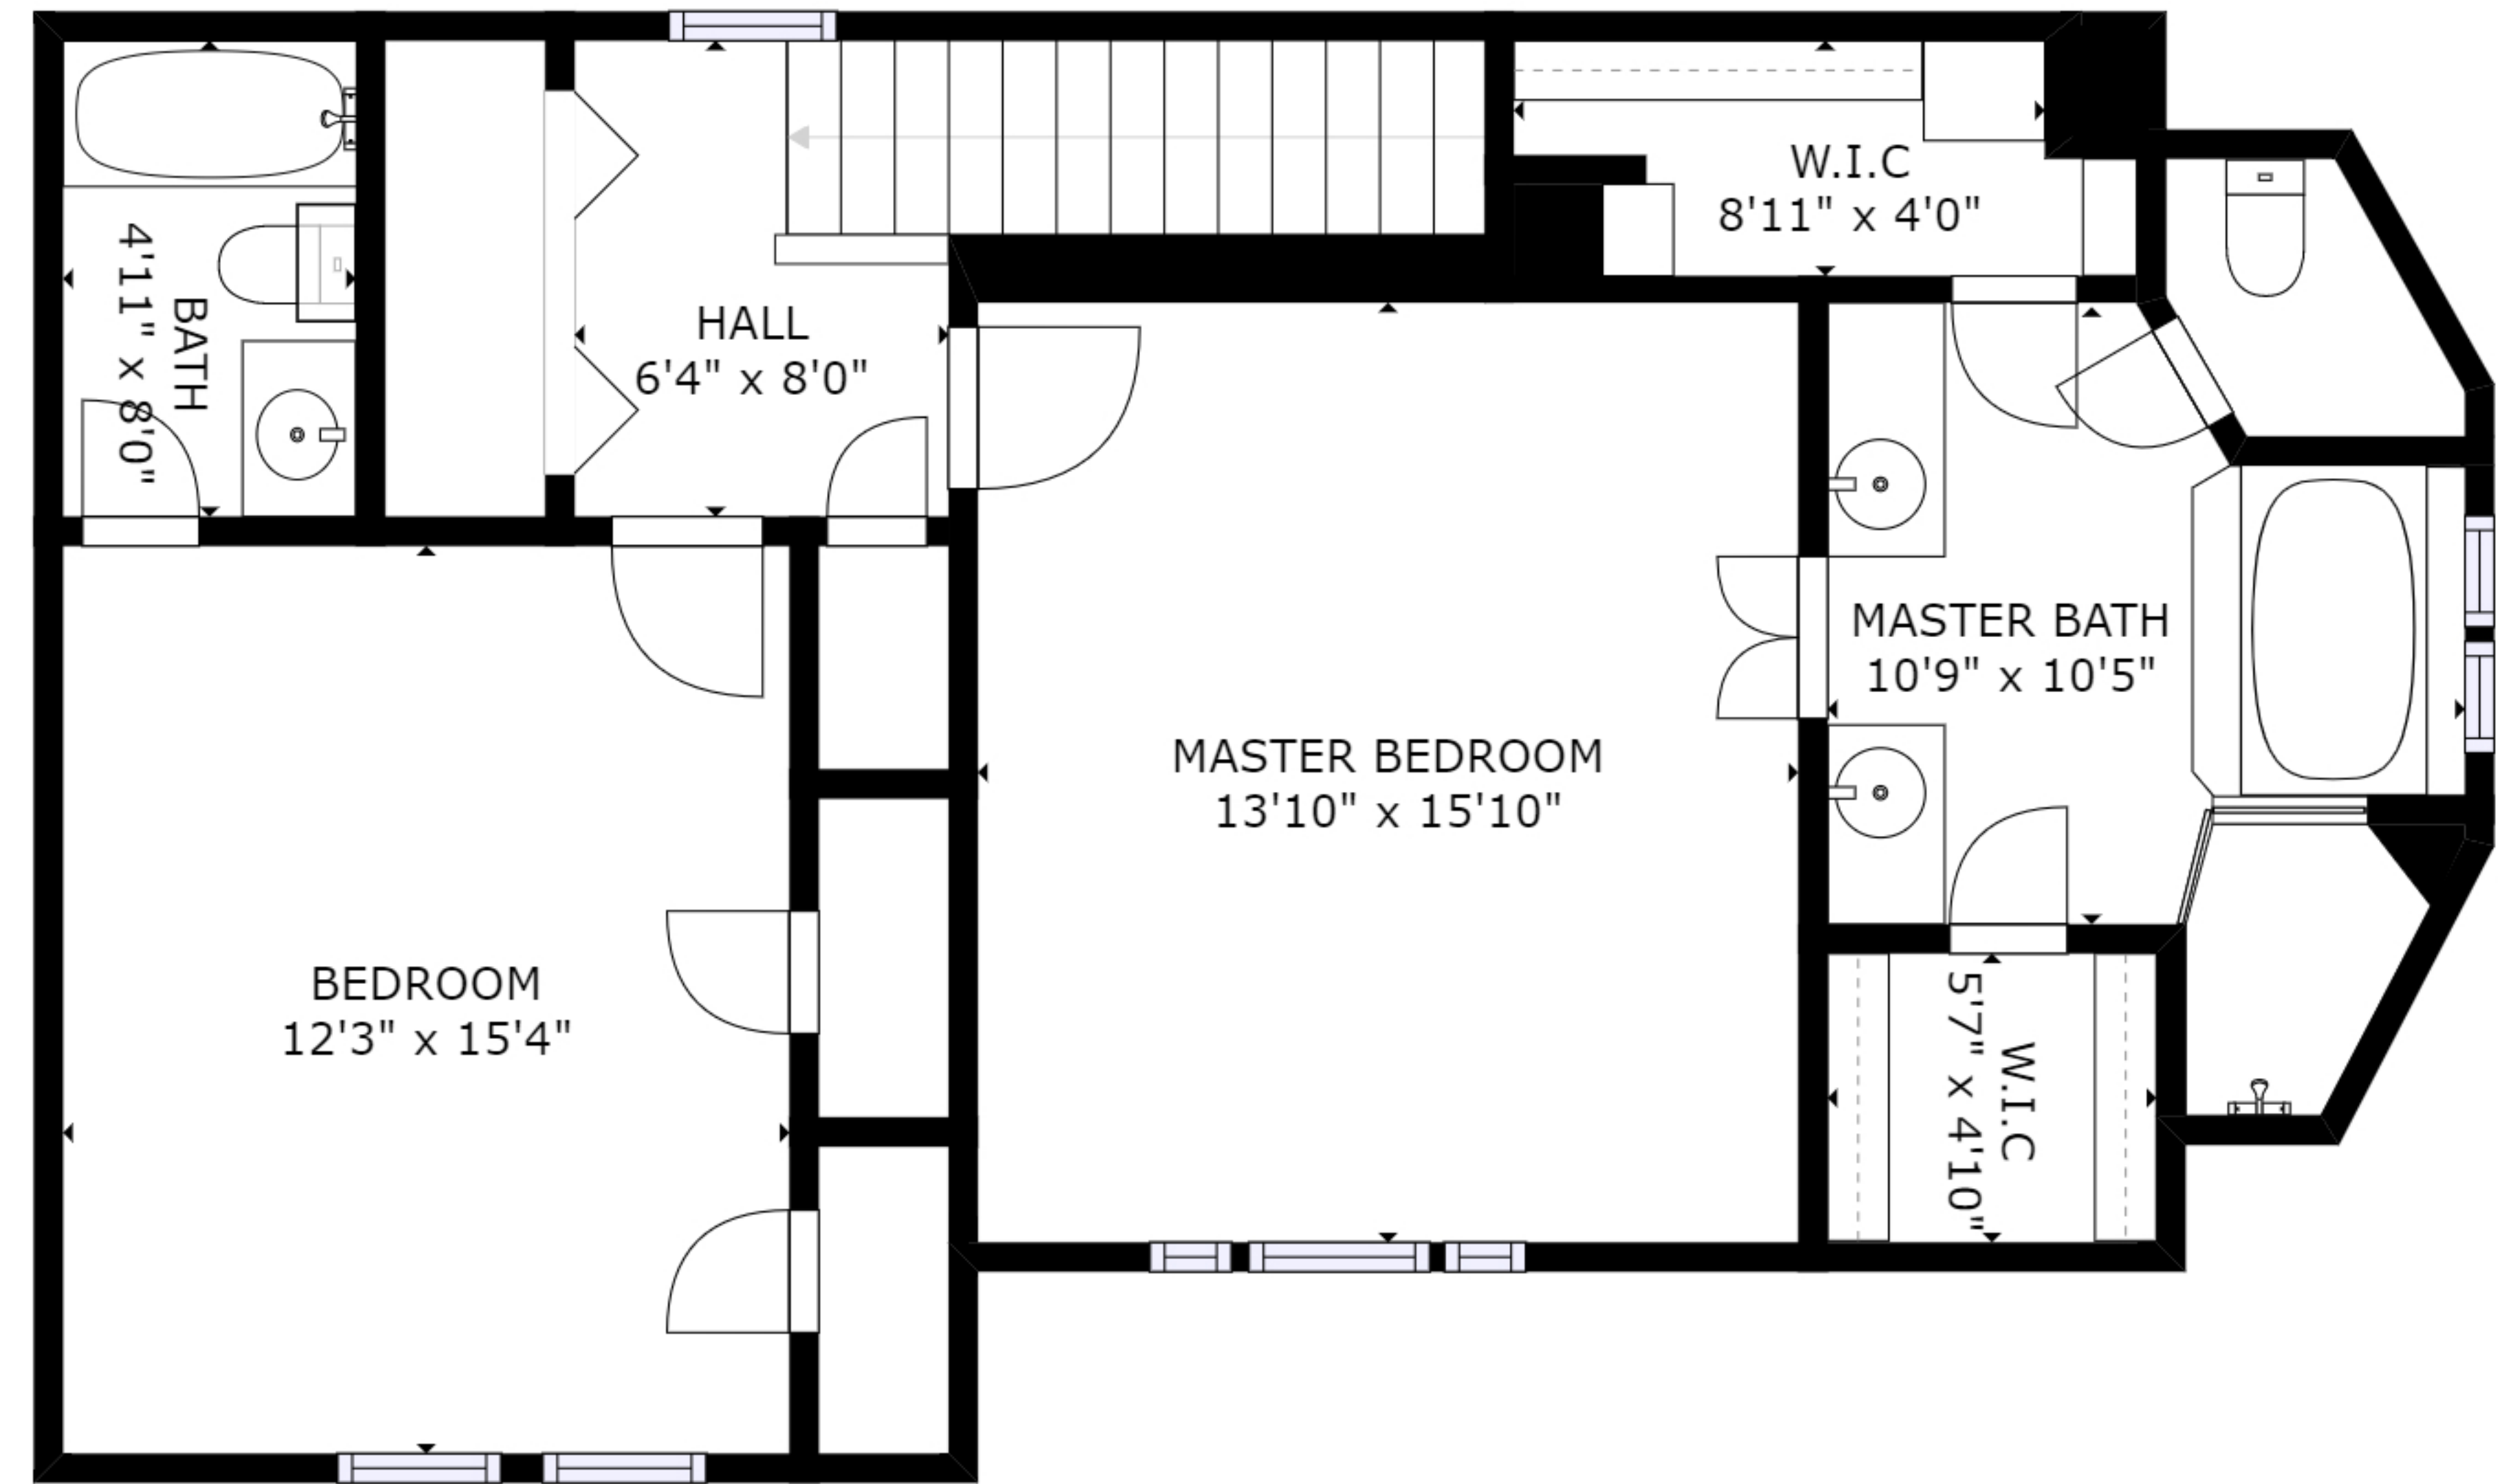 BATH
4'11" x 8'0"
HALL
6'4" x 8'0"
W.I.C
8'11" x 4'0"
MASTER BATH
10'9" x 10'5"
MASTER BEDROOM
13'10" x 15'10"
BEDROOM
12'3" x 15'4"
W.I.C
5'7" x 4'10"